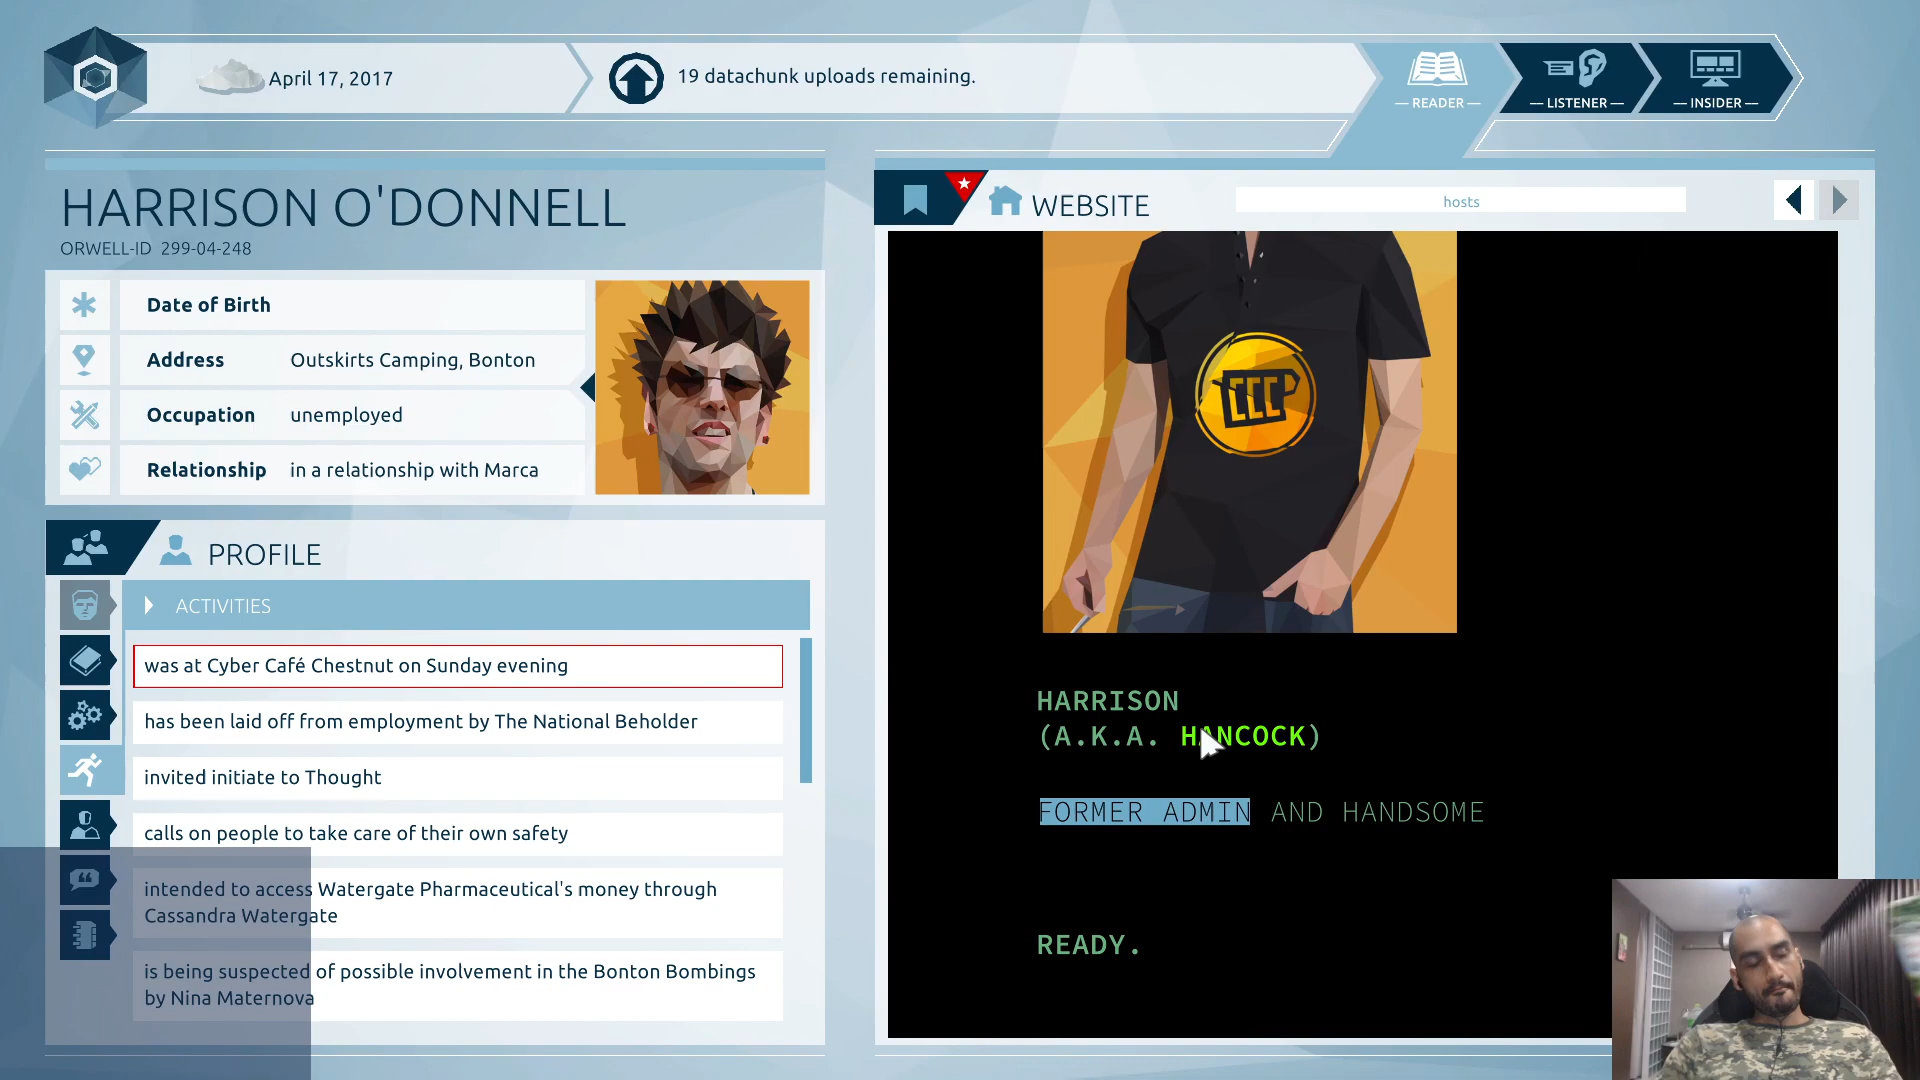 April 17, 2017
19 datachunk uploads remaining.
— READER —
— LISTENER —
— INSIDER —
HARRISON O'DONNELL
ORWELL-ID 299-04-248
Date of Birth
Address Outskirts Camping, Bonton
Occupation unemployed
Relationship in a relationship with Marca
PROFILE
ACTIVITIES
was at Cyber Café Chestnut on Sunday evening
has been laid off from employment by The National Beholder
invited initiate to Thought
calls on people to take care of their own safety
intended to access Watergate Pharmaceutical's money through
Cassandra Watergate
is being suspected of possible involvement in the Bonton Bombings
by Nina Maternova
WEBSITE
hosts
CCC
HARRISON
(A.K.A. HANCOCK)
FORMER ADMIN AND HANDSOME
READY.